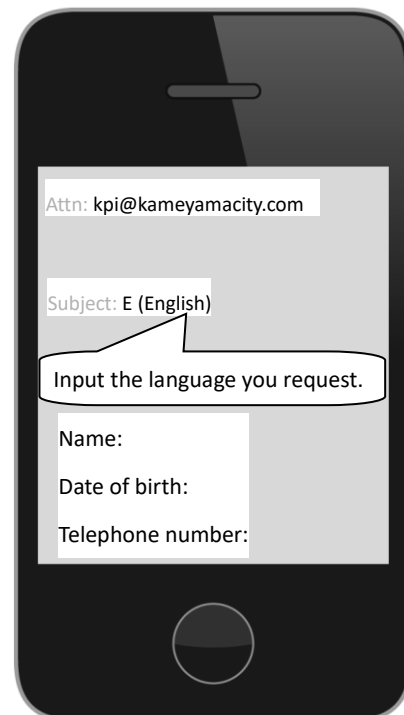 Attn: kpi@kameyamacity.com
Subject: E (English)
Input the language you request.
Name:
Date of birth:
Telephone number: